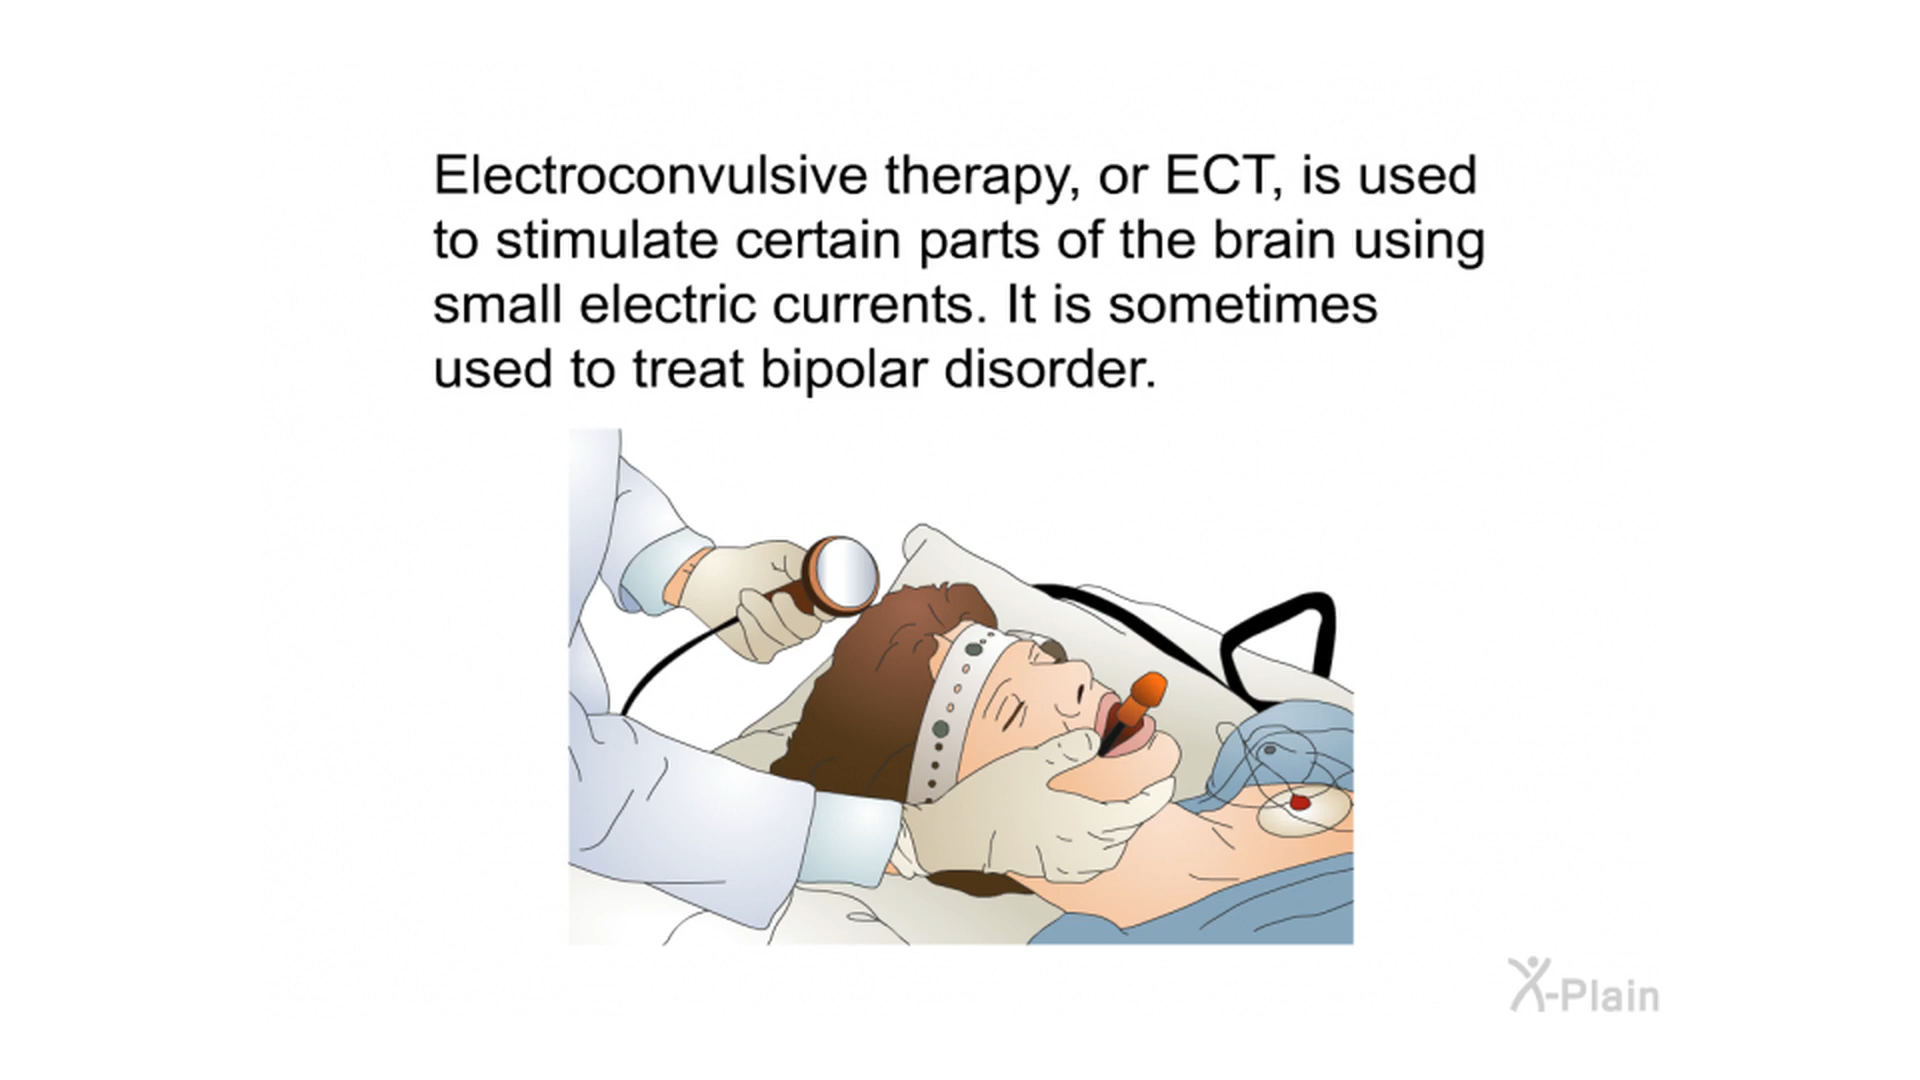 Electroconvulsive therapy, or ECT, is used
to stimulate certain parts of the brain using
small electric currents. It is sometimes
used to treat bipolar disorder.
X-Plain